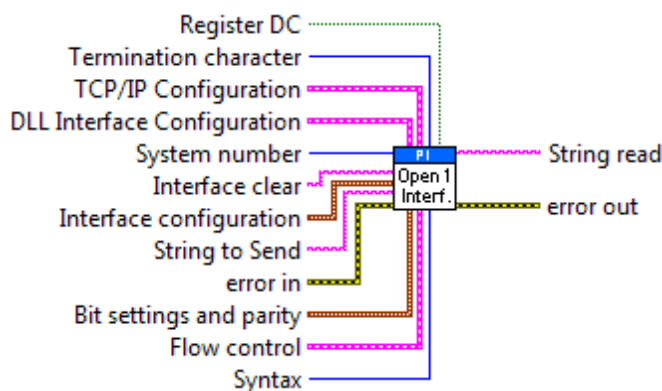 Register DC
Termination character
TCP/IP Configuration
DLL Interface Configuration
System number
Interface clear
Interface configuration
String to Send
error in
Bit settings and parity
Flow control
Syntax
PI
Open 1
Interf.
String read
error out